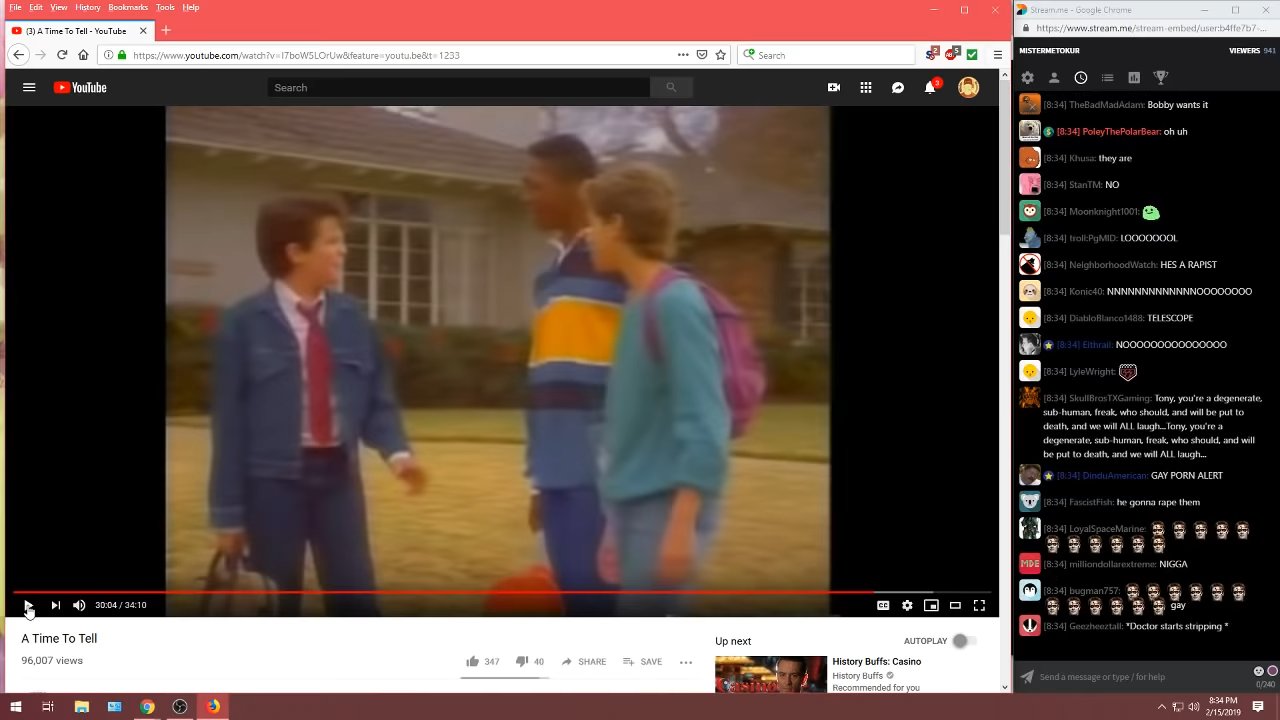 File Edit View History Bookmarks Tools Help
(3) A Time To Tell - YouTube
https://www.youtube.com/watch?v=I7boW5LOrUw&feature=youtu.be&t=1233
Search
2
5
YouTube
Search
3
30:04 / 34:10
A Time To Tell
96,007 views
347
40
SHARE
SAVE
Up next
AUTOPLAY
Casino
History Buffs: Casino
History Buffs
Recommended for you
Stream.me - Google Chrome
https://www.stream.me/stream-embed/user:b4ffe7b7-...
MISTERMETOKUR
VIEWERS 941
[8:34] TheBadMadAdam: Bobby wants it
[8:34] PoleyThePolarBear: oh uh
[8:34] Khusa: they are
[8:34] StanTM: NO
[8:34] Moonknight1001:
[8:34] troll:PgMID: LOOOOOOOL
[8:34] NeighborhoodWatch: HES A RAPIST
[8:34] Konic40: NNNNNNNNNNNNNOOOOOOOO
[8:34] DiabloBlanco1488: TELESCOPE
[8:34] Eithrail: NOOOOOOOOOOOOOOO
[8:34] LyleWright:
[8:34] SkullBrosTXGaming: Tony, you're a degenerate,
sub-human, freak, who should, and will be put to
death, and we will ALL laugh...Tony, you're a
degenerate, sub-human, freak, who should, and will
be put to death, and we will ALL laugh...
[8:34] DinduAmerican: GAY PORN ALERT
[8:34] FascistFish: he gonna rape them
[8:34] LoyalSpaceMarine:
MDE
[8:34] milliondollarextreme: NIGGA
[8:34] bugman757:
gay
[8:34] Geezheeztall: *Doctor starts stripping *
Send a message or type / for help
0/240
8:34 PM
2/15/2019